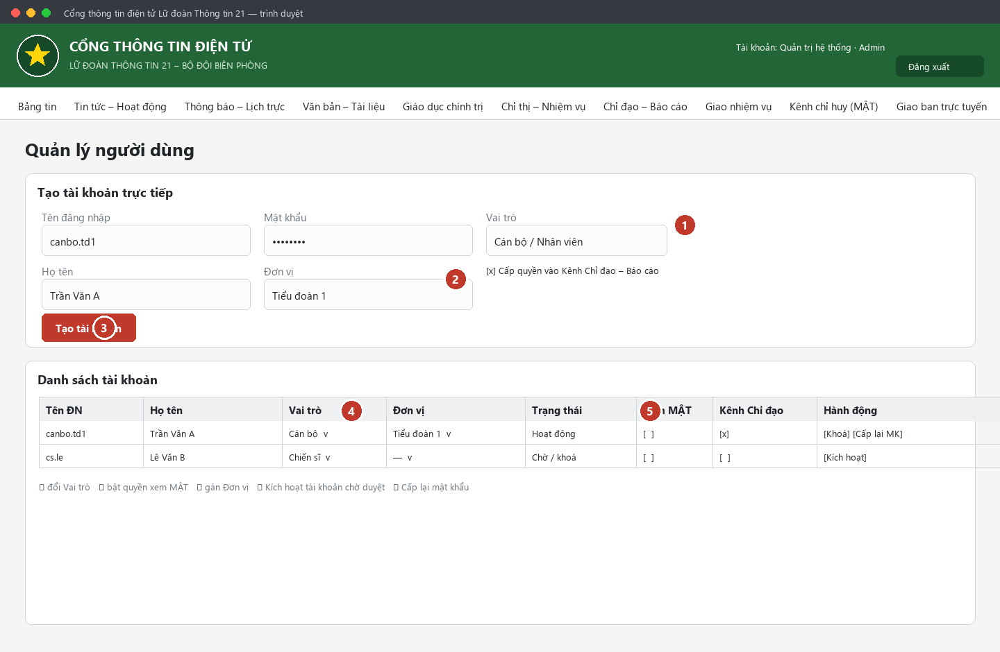 Cổng thông tin điện tử Lữ đoàn Thông tin 21 — trình duyệt
CỔNG THÔNG TIN ĐIỆN TỬ
LỮ ĐOÀN THÔNG TIN 21 – BỘ ĐỘI BIÊN PHÒNG
Tài khoản: Quản trị hệ thống · Admin
Đăng xuất
Bảng tin Tin tức – Hoạt động Thông báo – Lịch trực Văn bản – Tài liệu Giáo dục chính trị Chỉ thị – Nhiệm vụ Chỉ đạo – Báo cáo Giao nhiệm vụ Kênh chỉ huy (MẬT) Giao ban trực tuyến
Quản lý người dùng
Tạo tài khoản trực tiếp
Tên đăng nhập Mật khẩu Vai trò
canbo.td1 •••••••• Cán bộ / Nhân viên 1
Họ tên Đơn vị [x] Cấp quyền vào Kênh Chỉ đạo – Báo cáo
Trần Văn A Tiểu đoàn 1 2
Tạo tài 3
Danh sách tài khoản
Tên ĐN Họ tên Vai trò 4 Đơn vị Trạng thái 5 MẬT Kênh Chỉ đạo Hành động
canbo.td1 Trần Văn A Cán bộ v Tiểu đoàn 1 v Hoạt động [ ] [x] [Khoá] [Cấp lại MK]
cs.le Lê Văn B Chiến sĩ v — v Chờ / khoá [ ] [ ] [Kích hoạt]
đổi Vai trò bật quyền xem MẬT gán Đơn vị Kích hoạt tài khoản chờ duyệt Cấp lại mật khẩu